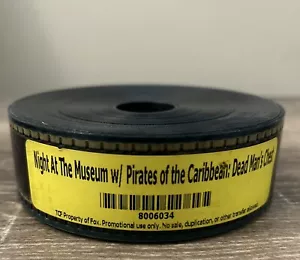 Night At The Museum w/ Pirates of the Caribbean: Dead Man's Chest
8006034
TCF Property of Fox. Promotional use only. No sale, duplication, or other transfer allowed.